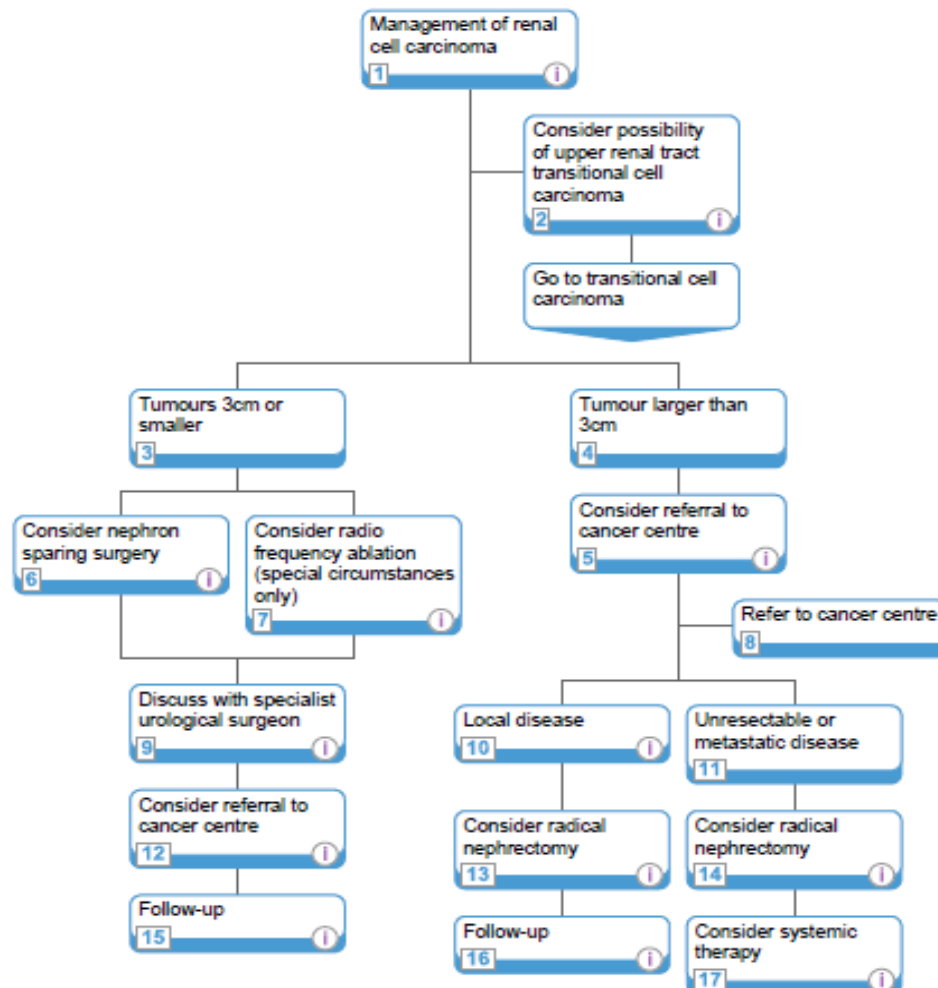 Management of renal
cell carcinoma
1
i
Consider possibility
of upper renal tract
transitional cell
carcinoma
2
i
Go to transitional cell
carcinoma
Tumours 3cm or
smaller
3
Tumour larger than
3cm
4
Consider referral to
cancer centre
5
i
Consider nephron
sparing surgery
6
i
Consider radio
frequency ablation
(special circumstances
only)
7
i
Refer to cancer centre
8
Discuss with specialist
urological surgeon
9
i
Local disease
10
i
Unresectable or
metastatic disease
11
Consider referral to
cancer centre
12
i
Consider radical
nephrectomy
13
i
Consider radical
nephrectomy
14
i
Follow-up
15
i
Follow-up
16
i
Consider systemic
therapy
17
i